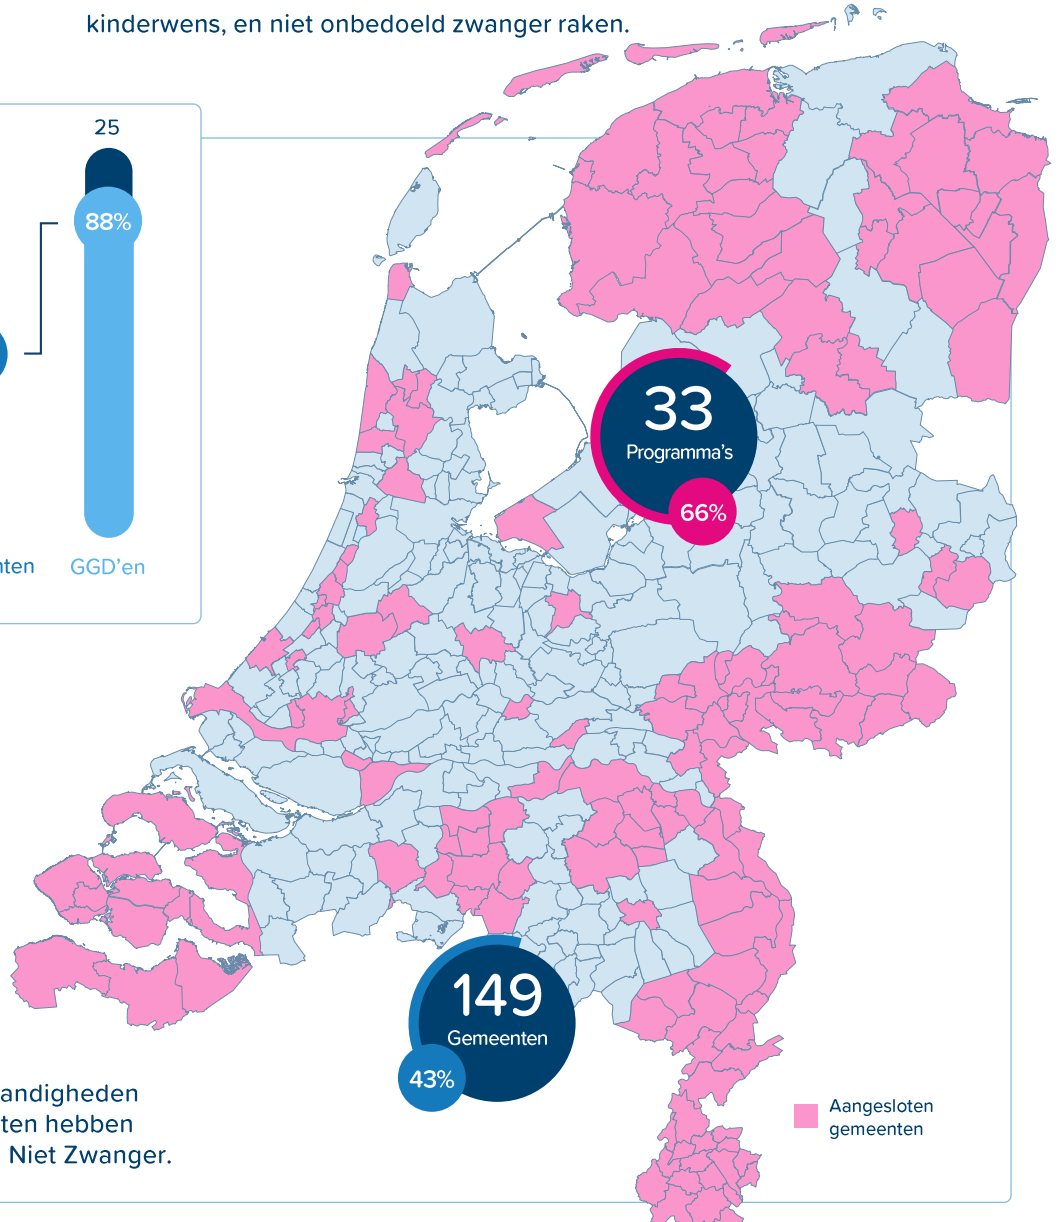 kinderwens, en niet onbedoeld zwanger raken.
25
88%
nten
GGD'en
33
Programma's
66%
149
Gemeenten
43%
andigheden
ten hebben
Niet Zwanger.
Aangesloten
gemeenten